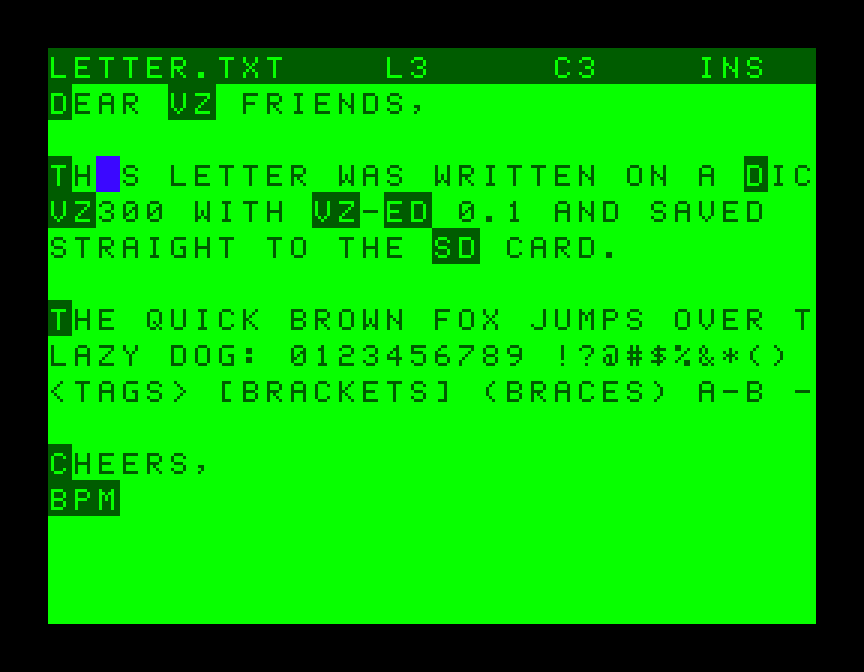 LETTER.TXT L3 C3 INS
DEAR VZ FRIENDS,
TH S LETTER WAS WRITTEN ON A DIC
VZ300 WITH VZ-ED 0.1 AND SAVED
STRAIGHT TO THE SD CARD.
THE QUICK BROWN FOX JUMPS OVER T
LAZY DOG: 0123456789 !?@#$%&*()
<TAGS> [BRACKETS] (BRACES) A-B -
CHEERS,
BPM